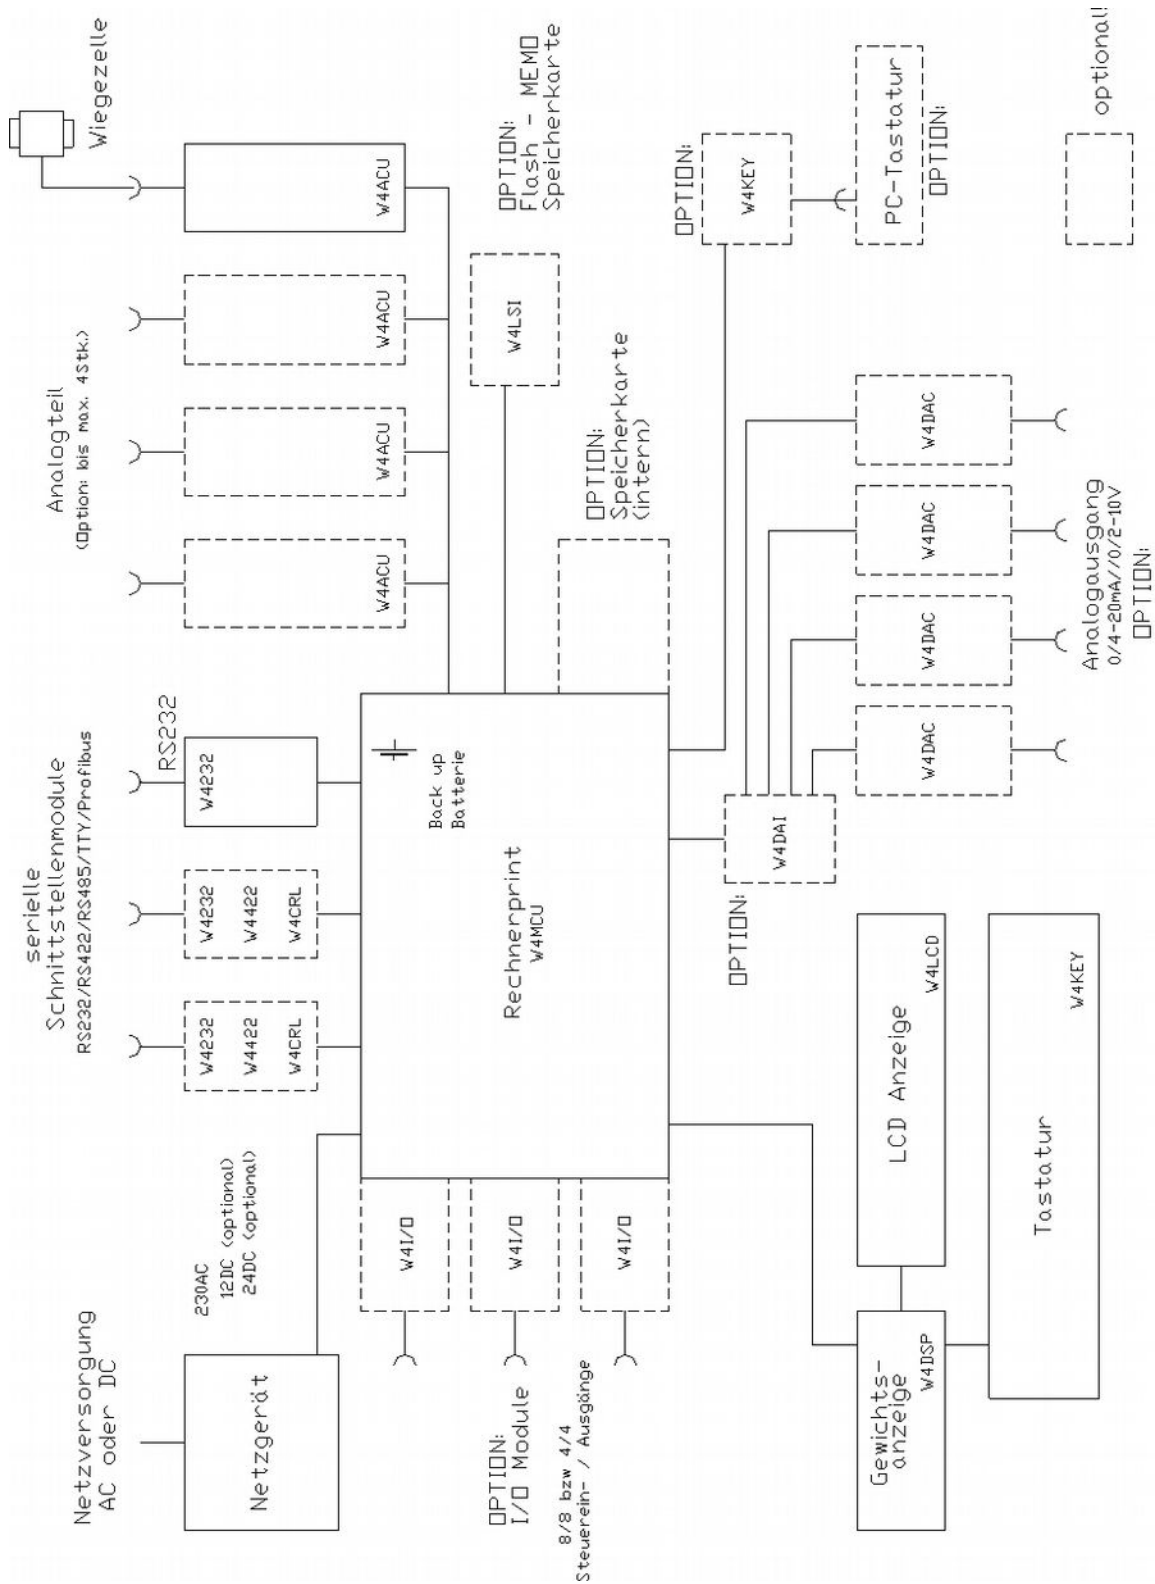 Netzversorgung
AC oder DC
Netzgerät
230AC
12DC (optional)
24DC (optional)
serielle
Schnittstellenmodule
RS232/RS422/RS485/TTY/Profibus
W4232
W4422
W4CRL
W4232
W4422
W4CRL
RS232
W4232
Analogteil
(Option: bis max. 4Stk.)
W4ACU
W4ACU
W4ACU
W4ACU
Wiegezelle
OPTION:
I/O Module
8/8 bzw 4/4
Steuerein- / Ausgänge
W4I/O
W4I/O
W4I/O
Rechnerprint
W4MCU
Back up
Batterie
OPTION:
Speicherkarte
(intern)
W4LSI
OPTION:
Flash - MEMO
Speicherkarte
Gewichts-
anzeige
W4DSP
LCD Anzeige
W4LCD
Tastatur
W4KEY
OPTION:
W4DAI
W4DAC
W4DAC
W4DAC
W4DAC
Analogausgang
0/4-20mA//0/2-10V
OPTION:
OPTION:
W4KEY
PC-Tastatur
OPTION:
optional!